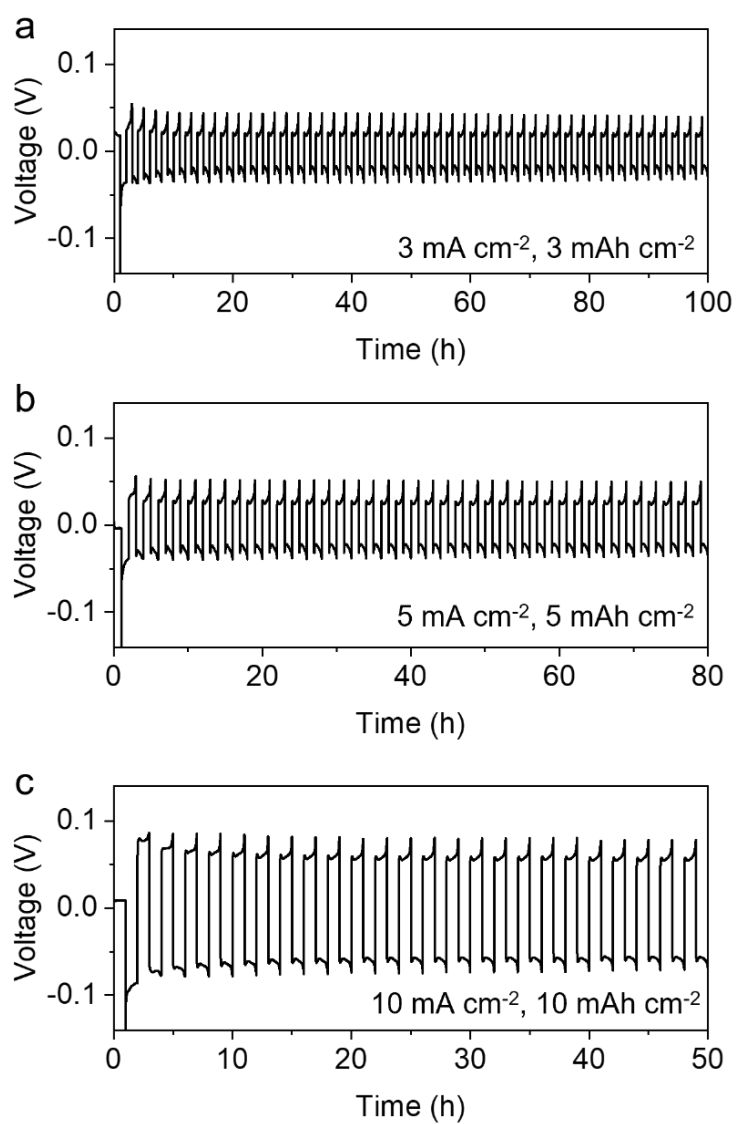 a
0.1
0.0
-0.1
Voltage (V)
3 mA cm-2, 3 mAh cm-2
0 20 40 60 80 100
Time (h)
b
0.1
0.0
-0.1
Voltage (V)
5 mA cm-2, 5 mAh cm-2
0 20 40 60 80
Time (h)
c
0.1
0.0
-0.1
Voltage (V)
10 mA cm-2, 10 mAh cm-2
0 10 20 30 40 50
Time (h)